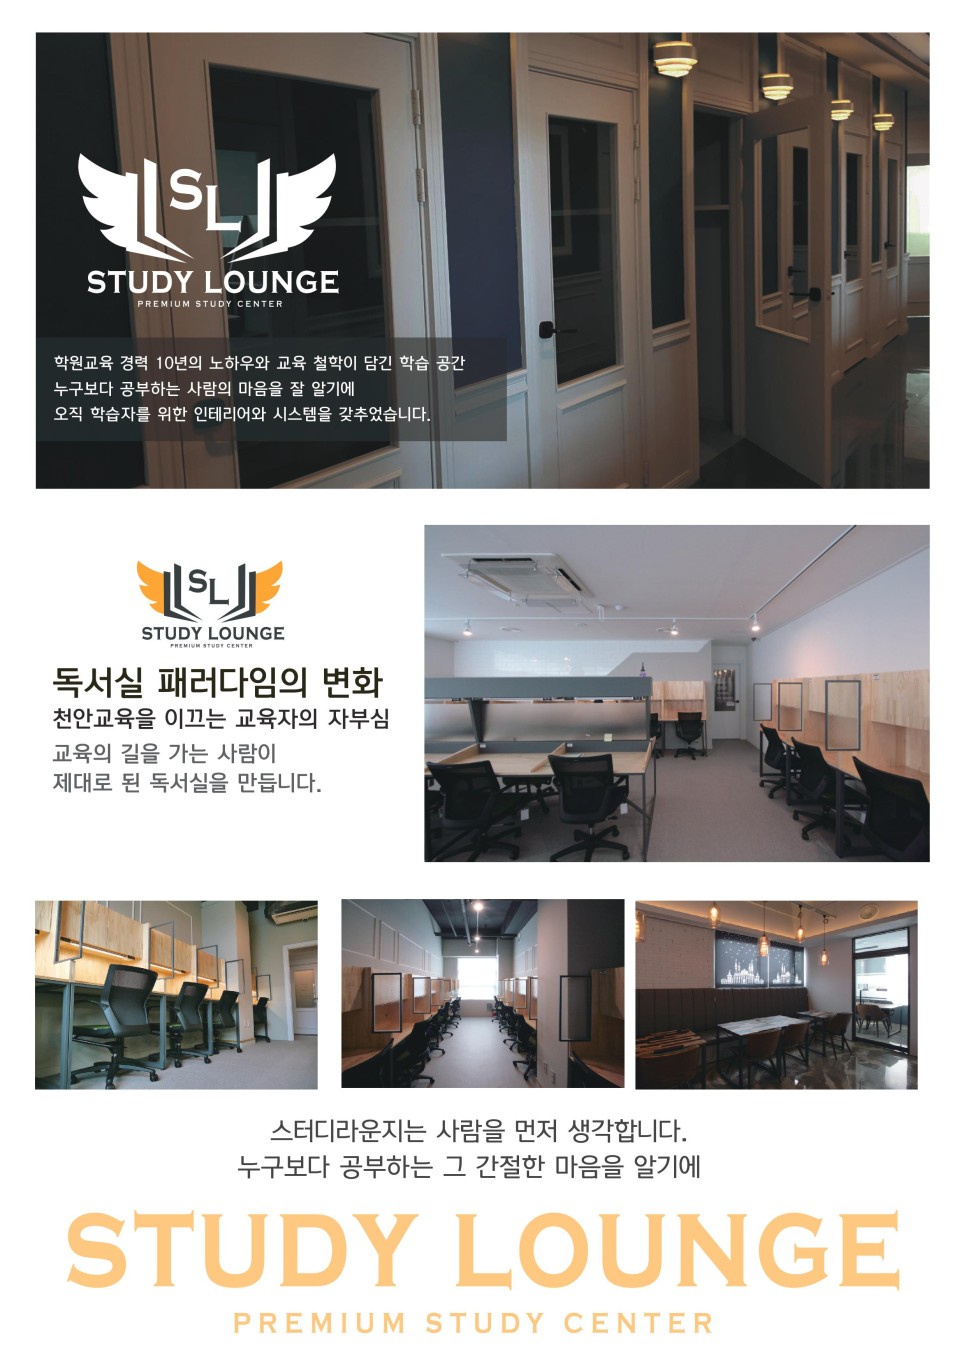 SL
STUDY LOUNGE
PREMIUM STUDY CENTER
학원교육 경력 10년의 노하우와 교육 철학이 담긴 학습 공간
누구보다 공부하는 사람의 마음을 잘 알기에
오직 학습자를 위한 인테리어와 시스템을 갖추었습니다.
SL
STUDY LOUNGE
PREMIUM STUDY CENTER
독서실 패러다임의 변화
천안교육을 이끄는 교육자의 자부심
교육의 길을 가는 사람이
제대로 된 독서실을 만듭니다.
스터디라운지는 사람을 먼저 생각합니다.
누구보다 공부하는 그 간절한 마음을 알기에
STUDY LOUNGE
PREMIUM STUDY CENTER